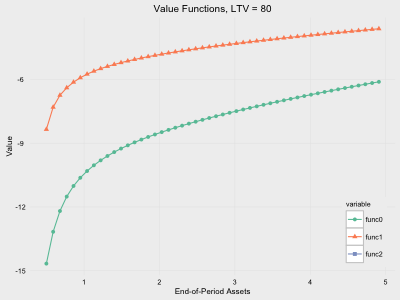 Value Functions, LTV = 80
Value
-6
-9
-12
-15
1
2
3
4
5
End-of-Period Assets
variable
func0
func1
func2